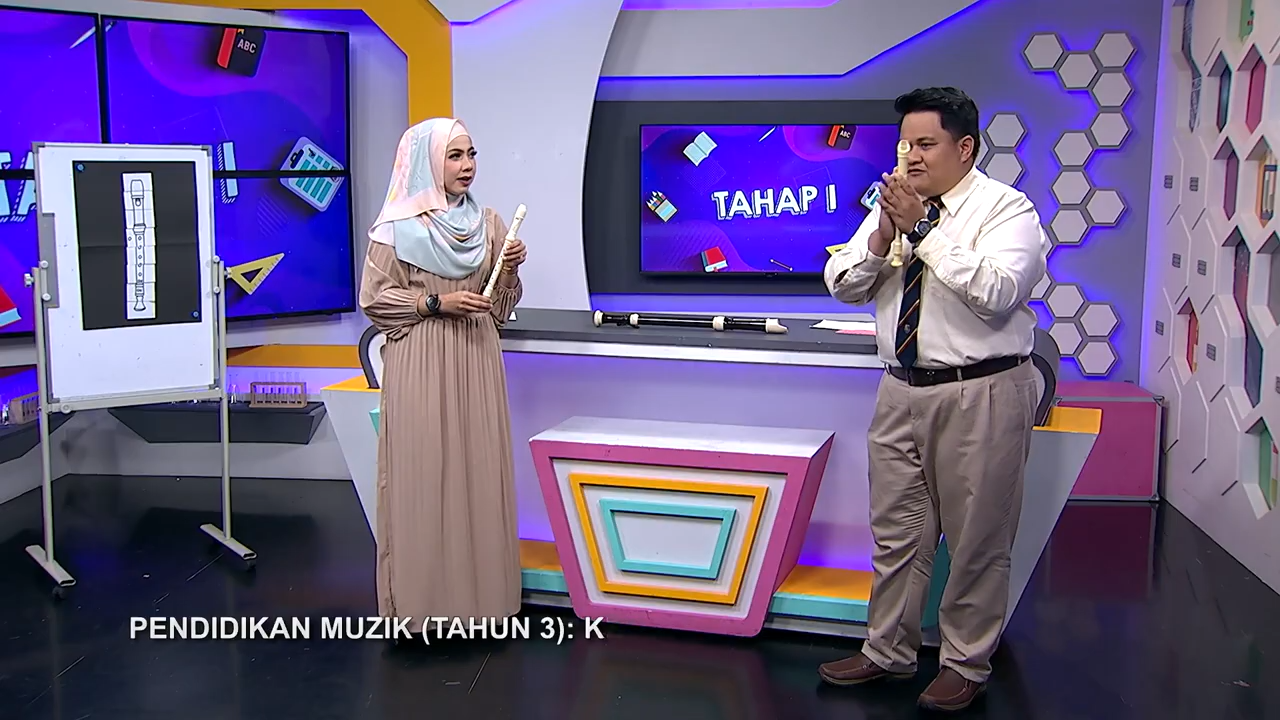 ABC
ABC
TAHAP I
PENDIDIKAN MUZIK (TAHUN 3): K